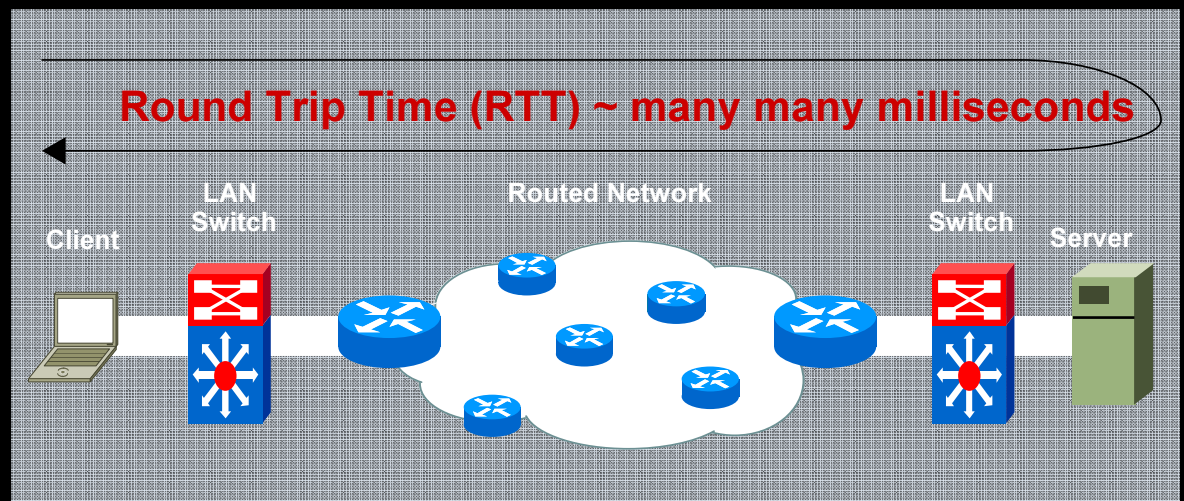 Round Trip Time (RTT) ~ many many milliseconds
LAN
Switch
Routed Network
LAN
Switch
Client
Server